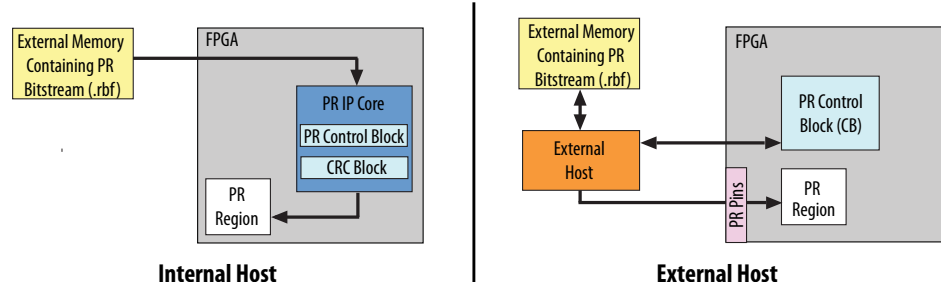 External Memory
Containing PR
Bitstream (.rbf)
FPGA
PR IP Core
PR Control Block
CRC Block
PR
Region
Internal Host
External Memory
Containing PR
Bitstream (.rbf)
External
Host
FPGA
PR Control
Block (CB)
PR Pins
PR
Region
External Host